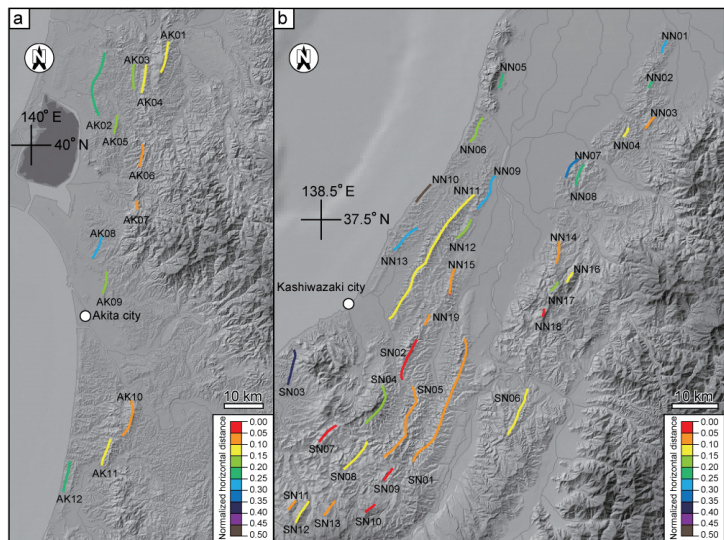 a
N
AK01
AK03
AK04
AK02
140° E
40° N
AK05
AK06
AK07
AK08
AK09
Akita city
AK10
AK11
AK12
10 km
Normalized horizontal distance
0.00
0.05
0.10
0.15
0.20
0.25
0.30
0.35
0.40
0.45
0.50
b
N
NN01
NN05
NN02
NN03
NN04
NN06
NN07
NN08
NN09
NN10
NN11
138.5° E
37.5° N
NN12
NN13
NN14
NN15
NN16
NN17
NN18
Kashiwazaki city
NN19
SN02
SN03
SN04
SN05
SN06
SN07
SN08
SN01
SN09
SN11
SN12
SN13
SN10
10 km
Normalized horizontal distance
0.00
0.05
0.10
0.15
0.20
0.25
0.30
0.35
0.40
0.45
0.50